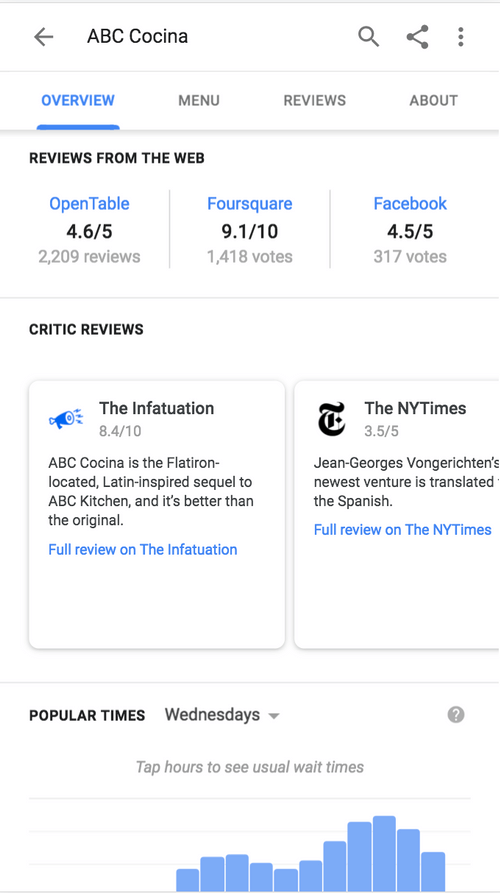 ABC Cocina
OVERVIEW MENU REVIEWS ABOUT
REVIEWS FROM THE WEB
OpenTable
4.6/5
2,209 reviews
Foursquare
9.1/10
1,418 votes
Facebook
4.5/5
317 votes
CRITIC REVIEWS
The Infatuation
8.4/10
ABC Cocina is the Flatiron-
located, Latin-inspired sequel to
ABC Kitchen, and it's better than
the original.
Full review on The Infatuation
The NYTimes
3.5/5
Jean-Georges Vongerichten's
newest venture is translated
the Spanish.
Full review on The NYTimes
POPULAR TIMES Wednesdays
Tap hours to see usual wait times